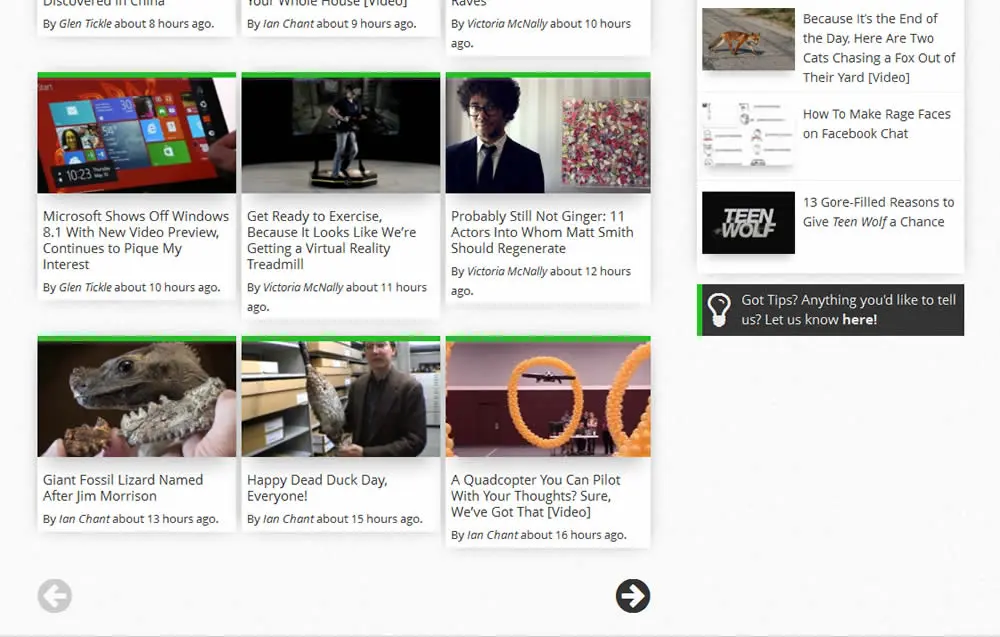 Discovered in China
By Glen Tickle about 8 hours ago.
Your Whole House [Video]
By Ian Chant about 9 hours ago.
Raves
By Victoria McNally about 10 hours
ago.
Start
10:23
Microsoft Shows Off Windows
8.1 With New Video Preview,
Continues to Pique My
Interest
By Glen Tickle about 10 hours ago.
Get Ready to Exercise,
Because It Looks Like We're
Getting a Virtual Reality
Treadmill
By Victoria McNally about 11 hours
ago.
Probably Still Not Ginger: 11
Actors Into Whom Matt Smith
Should Regenerate
By Victoria McNally about 12 hours
ago.
Giant Fossil Lizard Named
After Jim Morrison
By Ian Chant about 13 hours ago.
Happy Dead Duck Day,
Everyone!
By Ian Chant about 15 hours ago.
A Quadcopter You Can Pilot
With Your Thoughts? Sure,
We've Got That [Video]
By Ian Chant about 16 hours ago.
Because It's the End of
the Day, Here Are Two
Cats Chasing a Fox Out of
Their Yard [Video]
How To Make Rage Faces
on Facebook Chat
TEEN
WOLF
13 Gore-Filled Reasons to
Give Teen Wolf a Chance
Got Tips? Anything you'd like to tell
us? Let us know here!